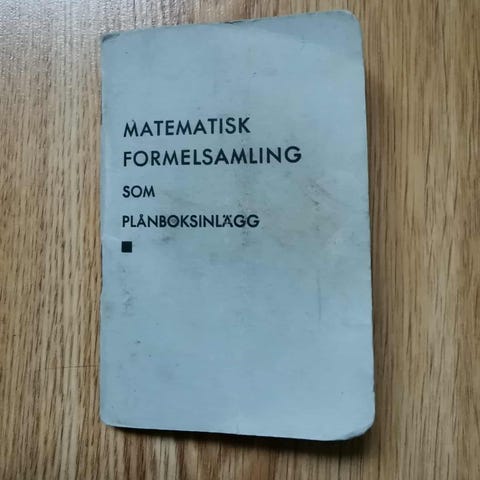 MATEMATISK
FORMELSAMLING
SOM
PLÅNBOKSINLÄGG